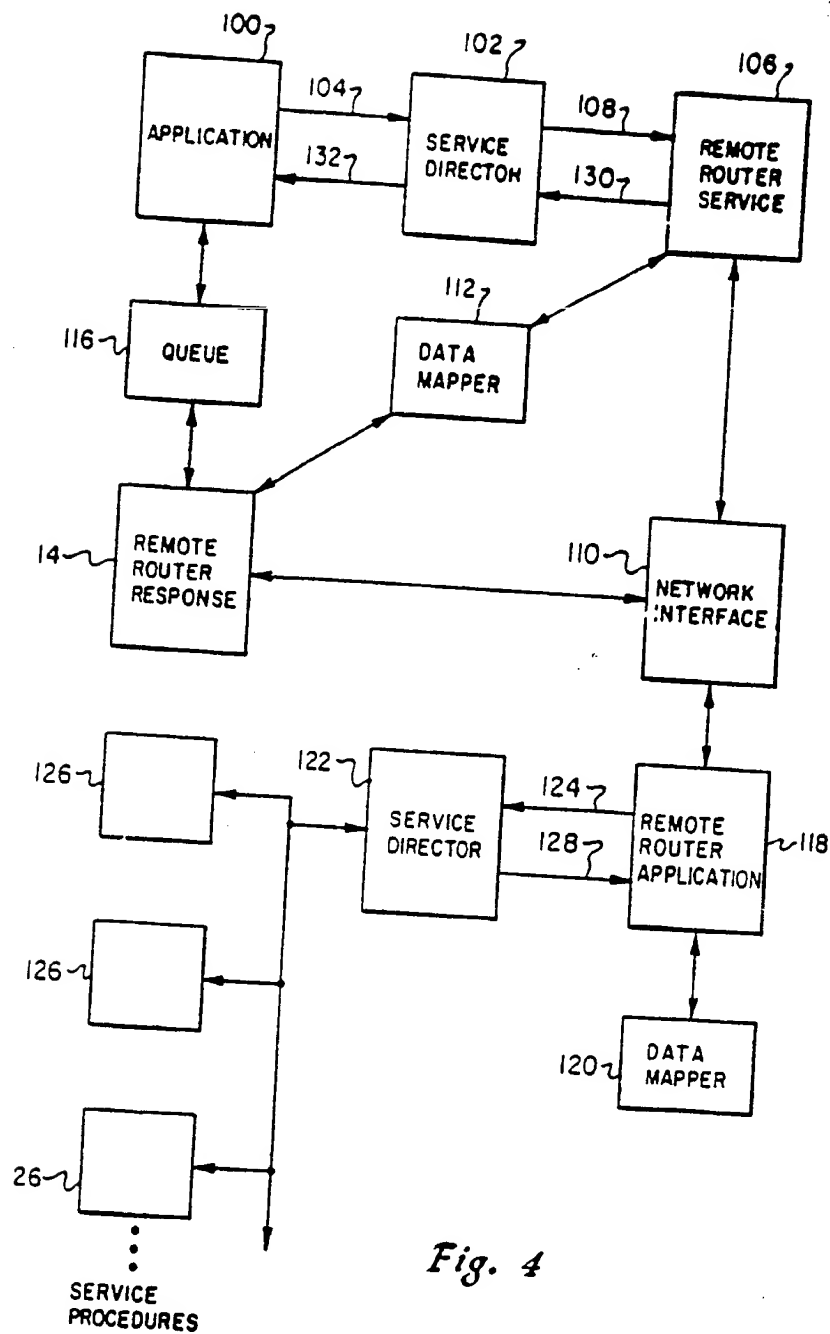 100
102
106
104
108
APPLICATION
SERVICE
DIRECTOR
REMOTE
ROUTER
SERVICE
132
130
112
116
QUEUE
DATA
MAPPER
14
REMOTE
ROUTER
RESPONSE
110
NETWORK
INTERFACE
126
122
SERVICE
DIRECTOR
124
128
REMOTE
ROUTER
APPLICATION
118
126
120
DATA
MAPPER
26
SERVICE
PROCEDURES
Fig. 4